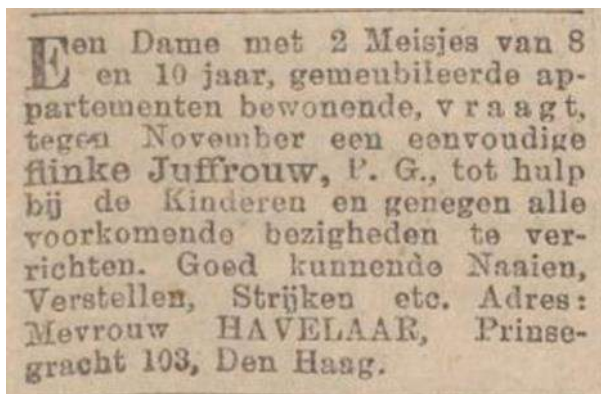 Een Dame met 2 Meisjes van 8
en 10 jaar, gemeubileerde ap-
partementen bewonende, vraagt,
tegen November een eenvoudige
flinke Juffrouw, P. G., tot hulp
bij de Kinderen en genegen alle
voorkomende bezigheden te ver-
richten. Goed kunnende Naaien,
Verstellen, Strijken etc. Adres:
Mevrouw HAVELAAR, Prinse-
gracht 103, Den Haag.